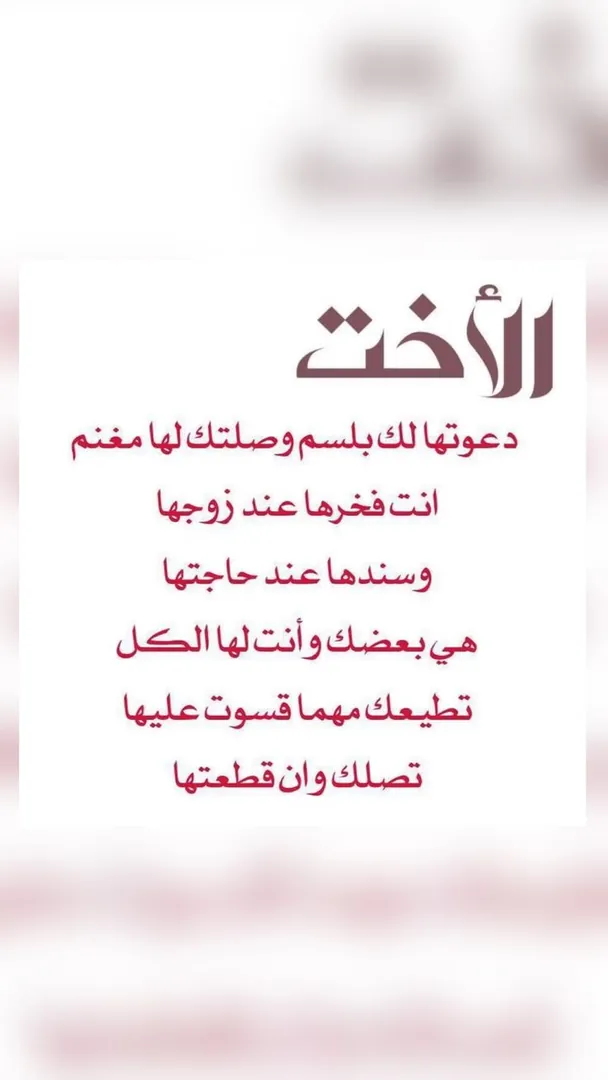 الأخت
دعوتها لك بلسم وصلتك لها مغنم
انت فخرها عند زوجها
وسندها عند حاجتها
هي بعضك وأنت لها الكل
تطيعك مهما قسوت عليها
تصلك وان قطعتها